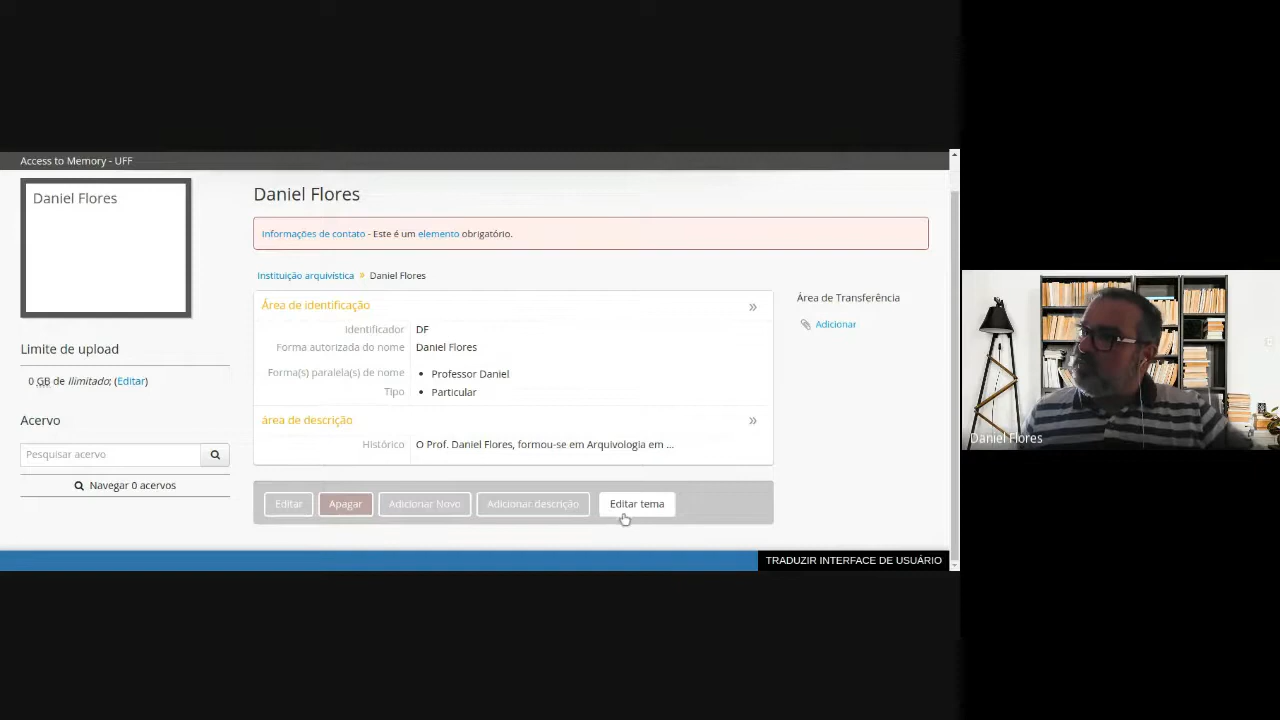 Access to Memory - UFF
Daniel Flores
Limite de upload
0 GB de Ilimitado; (Editar)
Acervo
Pesquisar acervo
Navegar 0 acervos
Daniel Flores
Informações de contato - Este é um elemento obrigatório.
Instituição arquivística » Daniel Flores
Área de identificação »
Identificador DF
Forma autorizada do nome Daniel Flores
Forma(s) paralela(s) de nome • Professor Daniel
Tipo • Particular
área de descrição »
Histórico O Prof. Daniel Flores, formou-se em Arquivologia em ...
Editar Apagar Adicionar Novo Adicionar descrição Editar tema
Área de Transferência
Adicionar
TRADUZIR INTERFACE DE USUÁRIO
Daniel Flores